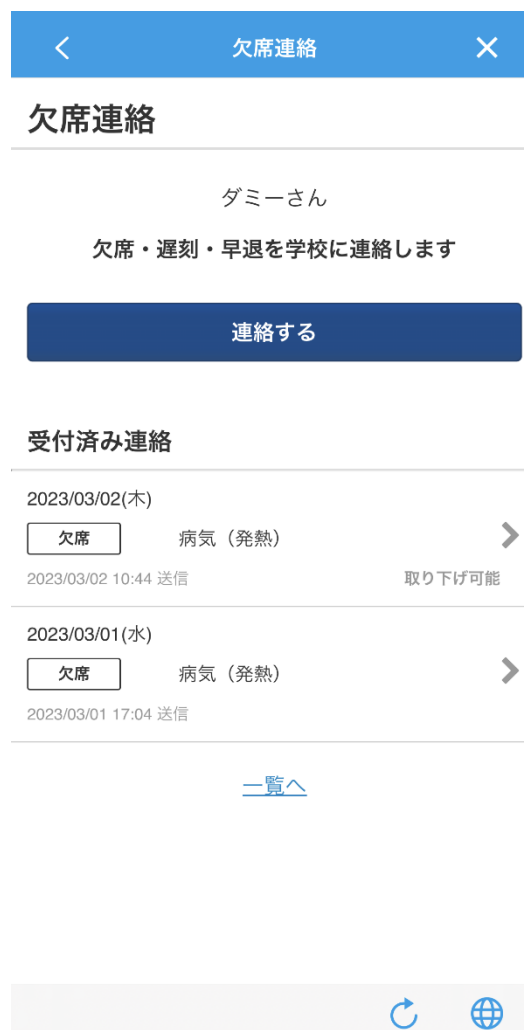 欠席連絡
欠席連絡
ダミーさん
欠席・遅刻・早退を学校に連絡します
連絡する
受付済み連絡
2023/03/02(木)
欠席 病気（発熱）
2023/03/02 10:44 送信 取り下げ可能
2023/03/01(水)
欠席 病気（発熱）
2023/03/01 17:04 送信
一覧へ